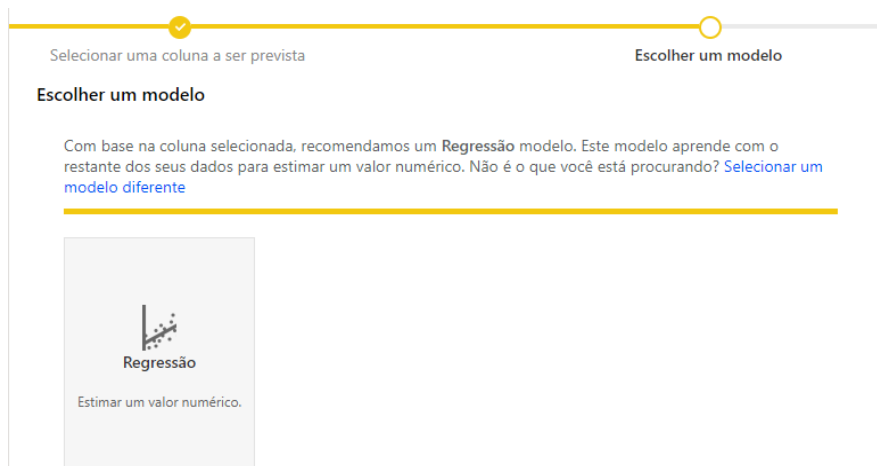 Selecionar uma coluna a ser prevista
Escolher um modelo
Escolher um modelo
Com base na coluna selecionada, recomendamos um Regressão modelo. Este modelo aprende com o
restante dos seus dados para estimar um valor numérico. Não é o que você está procurando? Selecionar um
modelo diferente
Regressão
Estimar um valor numérico.